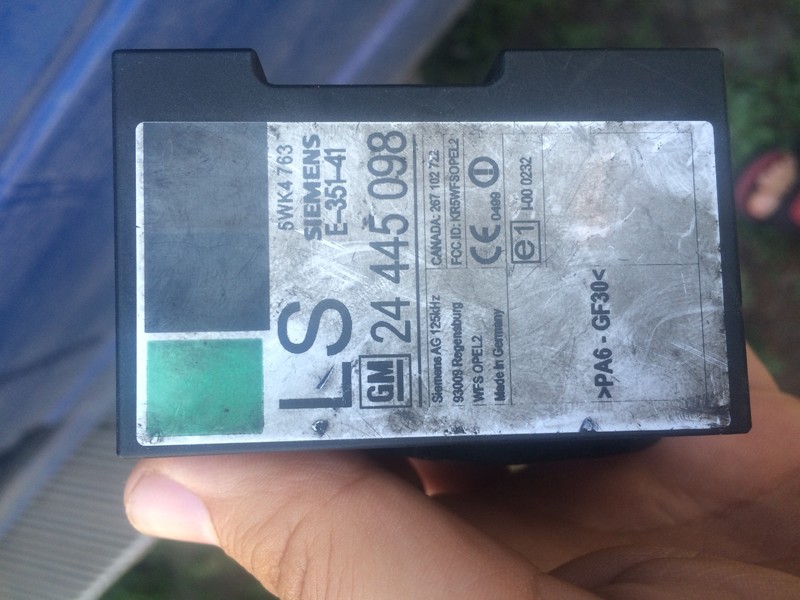 5WK4 763
SIEMENS
E-351-41
LS
GM 24 445 098
Siemens AG 125kHz
93009 Regensburg
WFS OPEL2
Made in Germany
CANADA: 267 102 722
FCC ID: KR5WFSOPEL2
CE 0499
e1 I-00 0232
>PA6 - GF30<